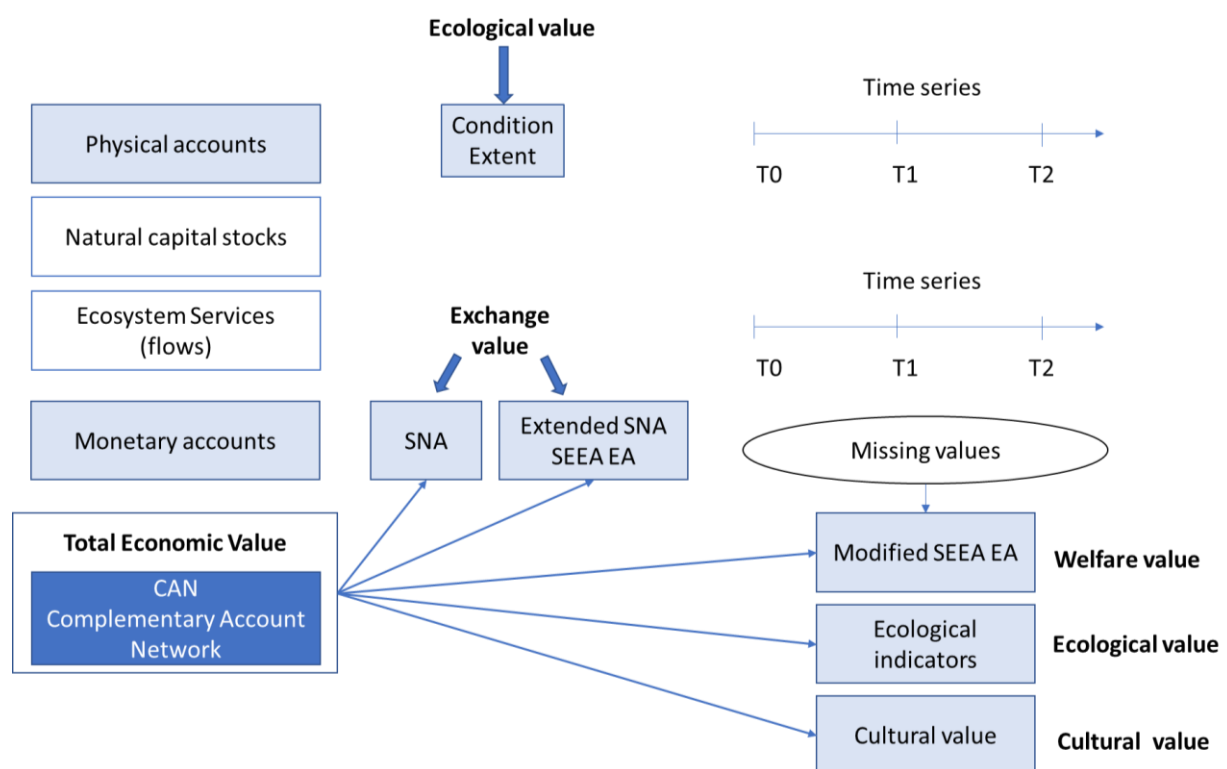 Ecological value
Physical accounts
Condition
Extent
Time series
T0 T1 T2
Natural capital stocks
Ecosystem Services
(flows)
Exchange
value
Time series
T0 T1 T2
Monetary accounts
SNA
Extended SNA
SEEA EA
Missing values
Total Economic Value
CAN
Complementary Account
Network
Modified SEEA EA
Welfare value
Ecological
indicators
Ecological value
Cultural value
Cultural value